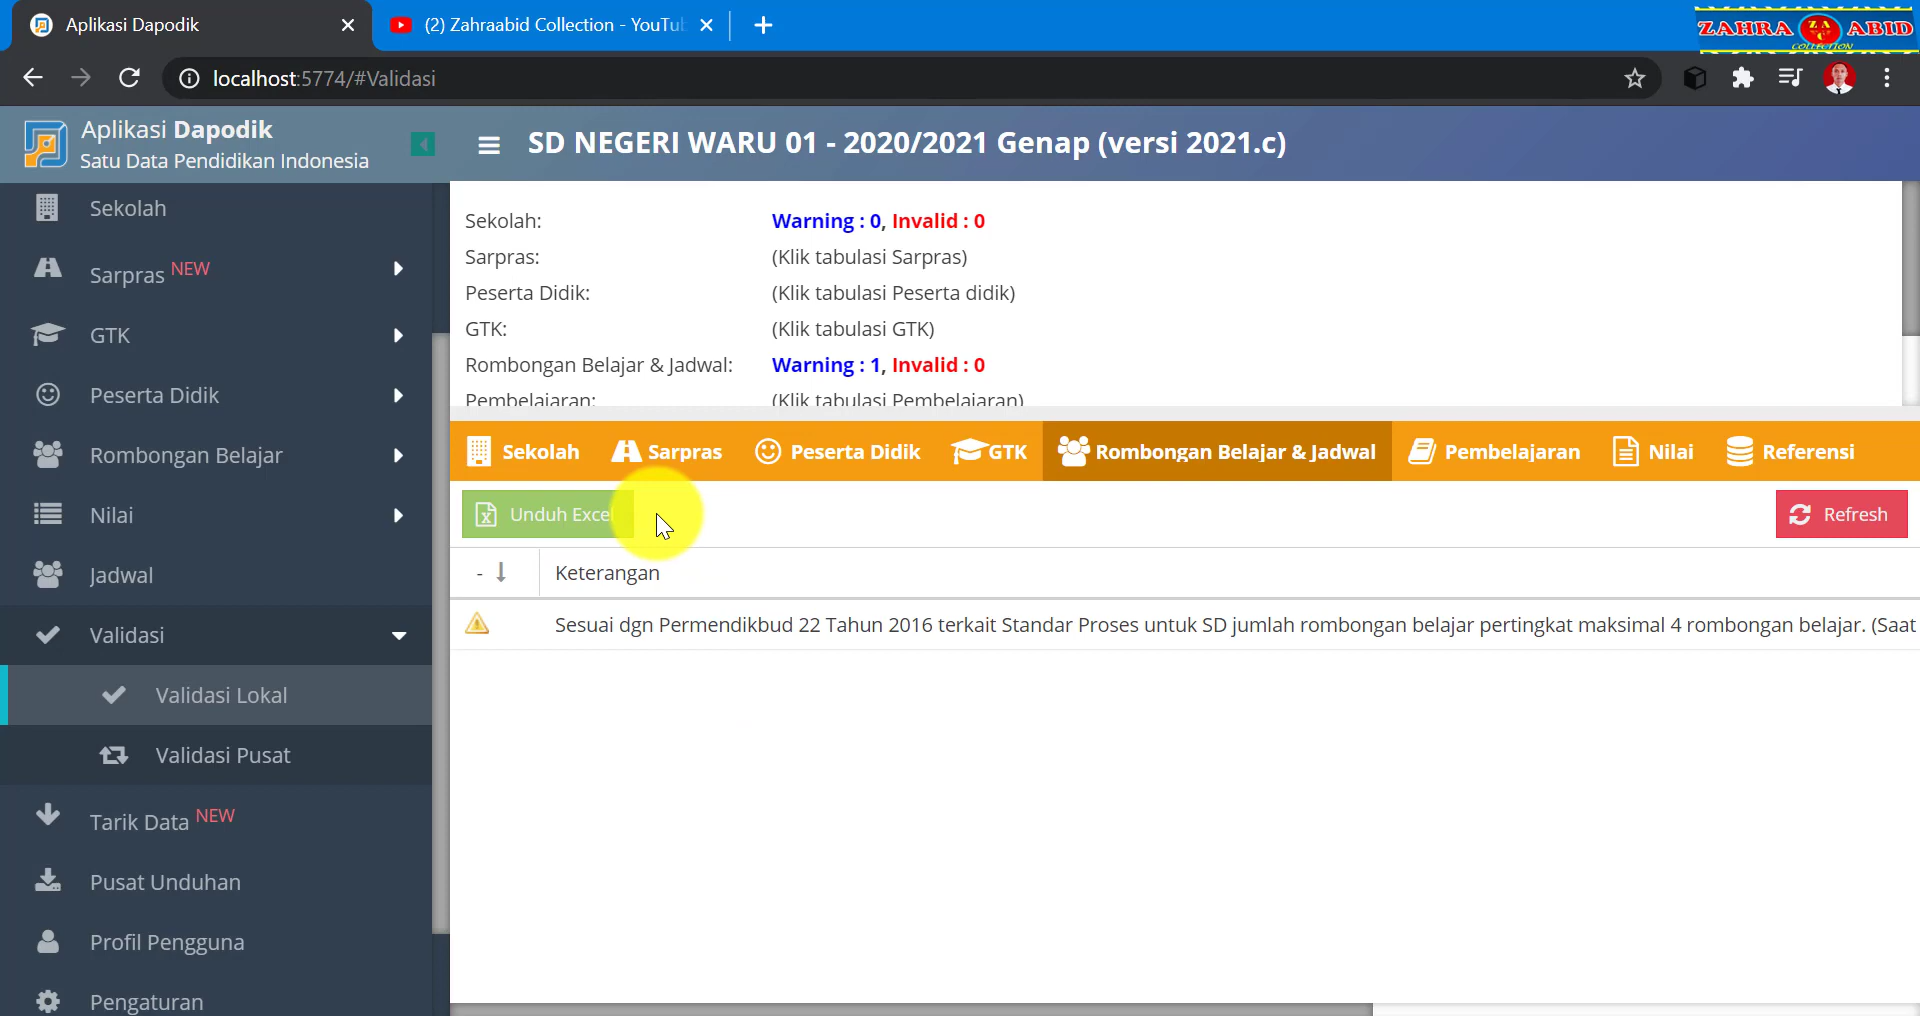 Aplikasi Dapodik
(2) Zahraabid Collection - YouTu
ZAHRA ZA ABID
COLLECTION
localhost:5774/#Validasi
Aplikasi Dapodik
Satu Data Pendidikan Indonesia
SD NEGERI WARU 01 - 2020/2021 Genap (versi 2021.c)
Sekolah
Sarpras NEW
GTK
Peserta Didik
Rombongan Belajar
Nilai
Jadwal
Validasi
Validasi Lokal
Validasi Pusat
Tarik Data NEW
Pusat Unduhan
Profil Pengguna
Pengaturan
Sekolah: Warning : 0, Invalid : 0
Sarpras: (Klik tabulasi Sarpras)
Peserta Didik: (Klik tabulasi Peserta didik)
GTK: (Klik tabulasi GTK)
Rombongan Belajar & Jadwal: Warning : 1, Invalid : 0
Pembelajaran: (Klik tabulasi Pembelajaran)
Sekolah Sarpras Peserta Didik GTK Rombongan Belajar & Jadwal Pembelajaran Nilai Referensi
Unduh Excel Refresh
- Keterangan
Sesuai dgn Permendikbud 22 Tahun 2016 terkait Standar Proses untuk SD jumlah rombongan belajar pertingkat maksimal 4 rombongan belajar. (Saat